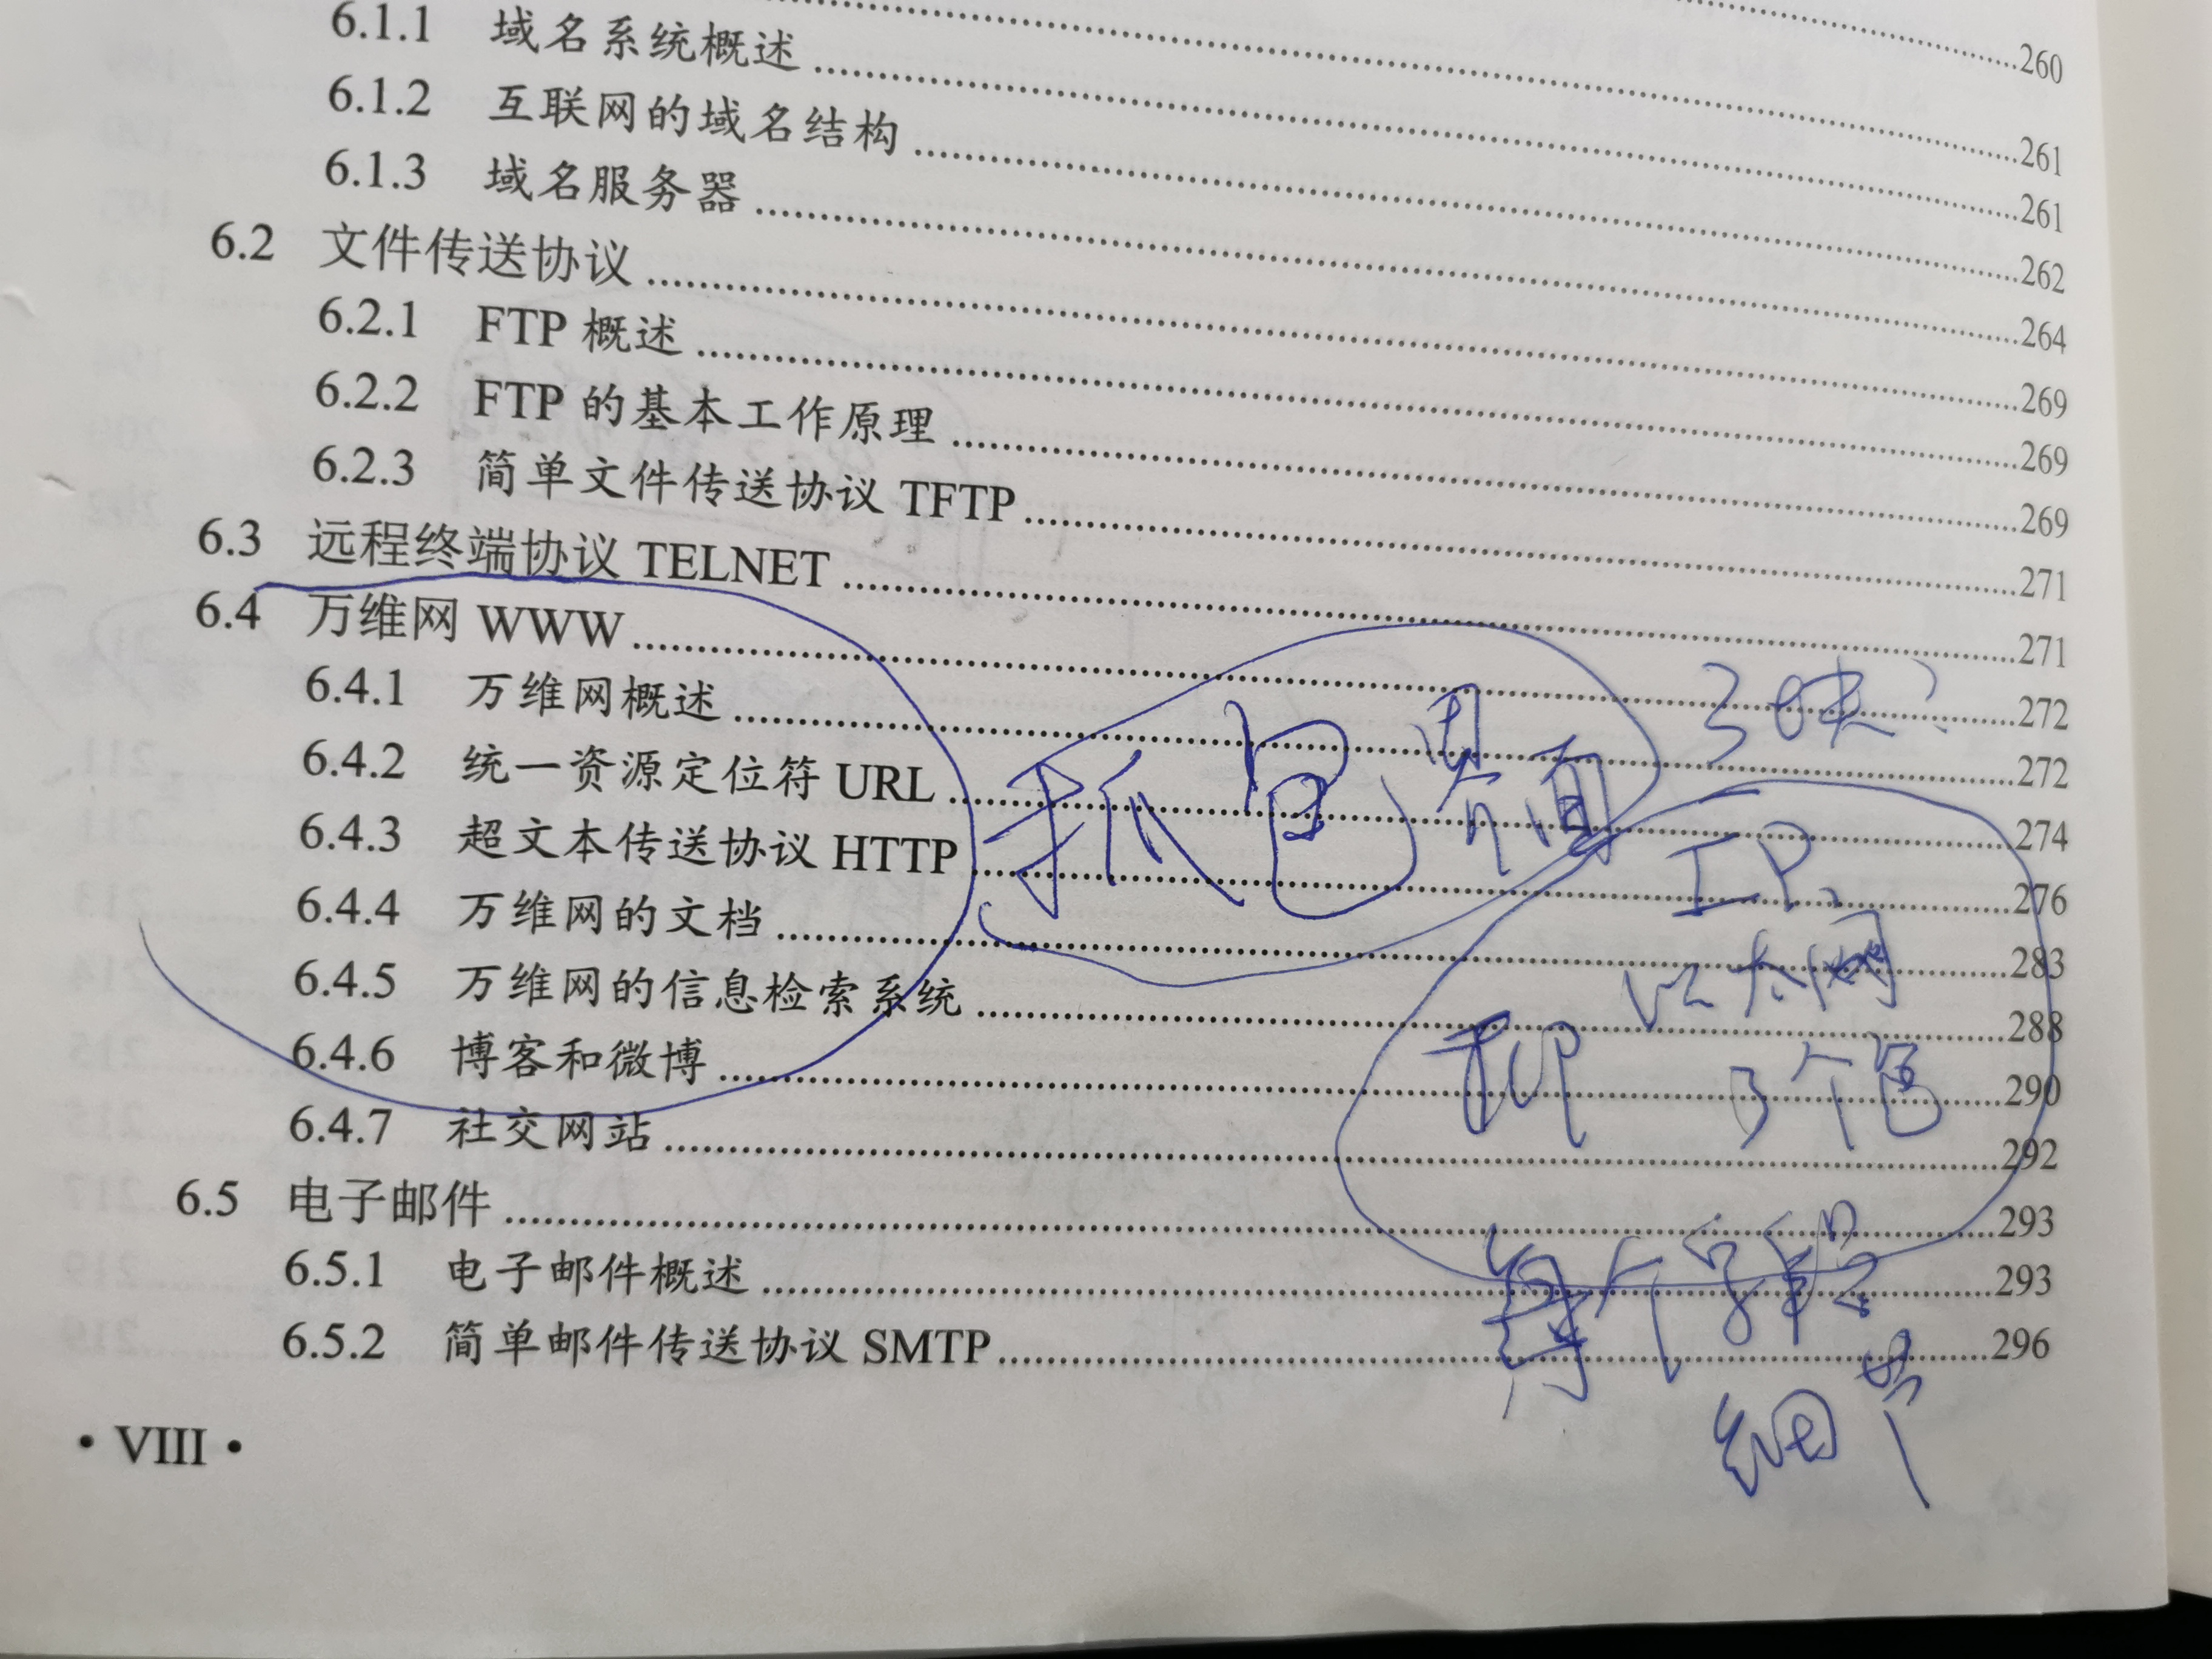 260
6.1.1 域名系统概述 261
6.1.2 互联网的域名结构 261
6.1.3 域名服务器 262
6.2 文件传送协议 264
6.2.1 FTP 概述 269
6.2.2 FTP 的基本工作原理 269
6.2.3 简单文件传送协议 TFTP 269
6.3 远程终端协议 TELNET 271
6.4 万维网 WWW 271
6.4.1 万维网概述 272
6.4.2 统一资源定位符 URL 272
6.4.3 超文本传送协议 HTTP 274
6.4.4 万维网的文档 276
6.4.5 万维网的信息检索系统 283
6.4.6 博客和微博 288
6.4.7 社交网站 290
6.5 电子邮件 292
6.5.1 电子邮件概述 293
6.5.2 简单邮件传送协议 SMTP 293
296
抓包
IP、
以太网
TCP 3个包
每个字段
细节
• VIII •